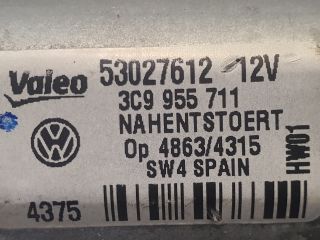 Valeo 53027612 12V
3C9 955 711
NAHENTSTOERT
Op 4863/4315
SW4 SPAIN
HW01
4375